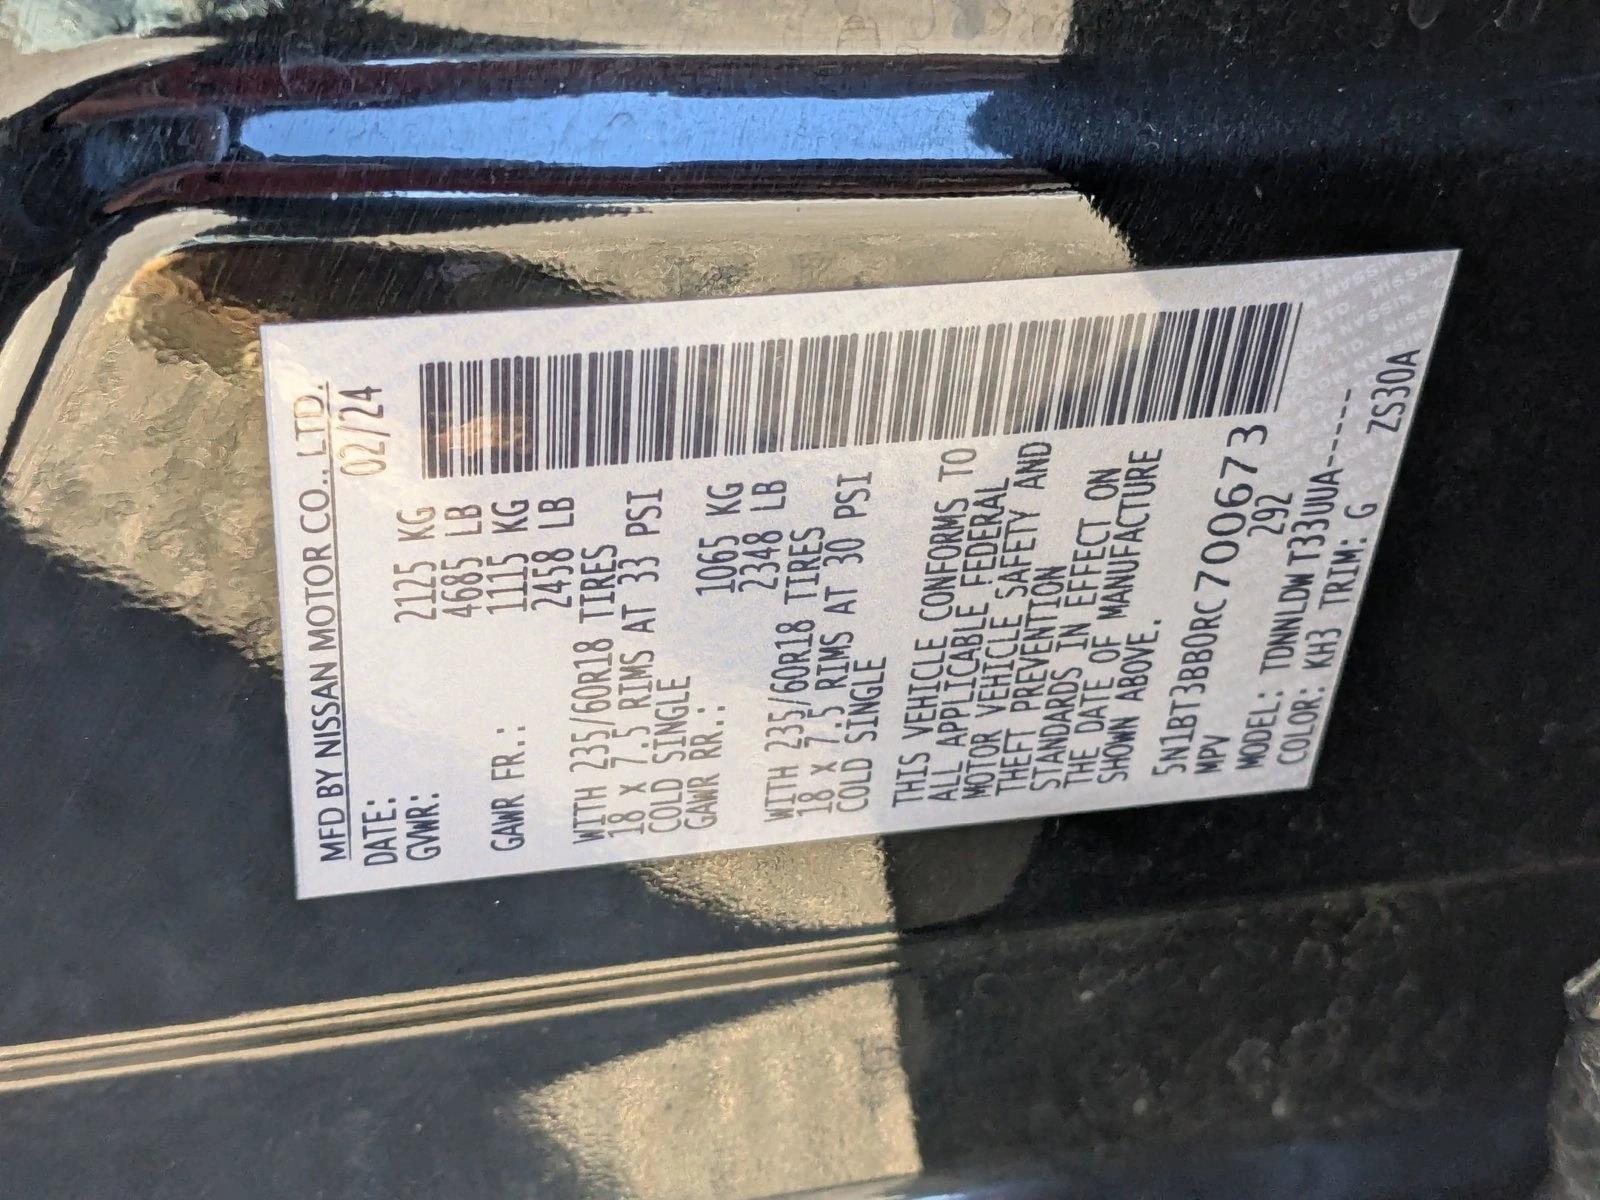 MFD BY NISSAN MOTOR CO., LTD.
DATE: 02/24
GVWR: 2125 KG
4685 LB
GAWR FR.: 1115 KG
2458 LB
WITH 235/60R18 TIRES
18 X 7.5 RIMS AT 33 PSI
COLD SINGLE
GAWR RR.: 1065 KG
2348 LB
WITH 235/60R18 TIRES
18 X 7.5 RIMS AT 30 PSI
COLD SINGLE
THIS VEHICLE CONFORMS TO
ALL APPLICABLE FEDERAL
MOTOR VEHICLE SAFETY AND
THEFT PREVENTION
STANDARDS IN EFFECT ON
THE DATE OF MANUFACTURE
SHOWN ABOVE.
5N1BT3BB0RC700673
MPV 292
MODEL: TDNNLDWT33UUA-----
COLOR: KH3 TRIM: G ZS30A